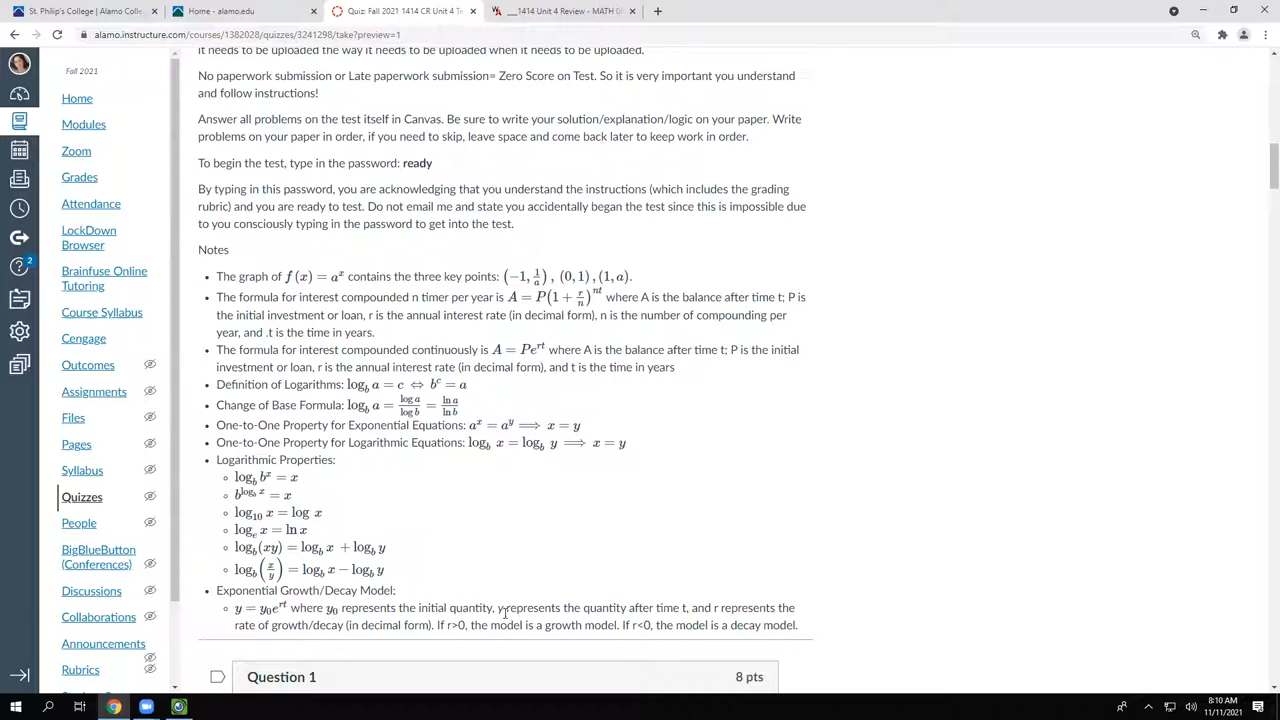 St. Philip's College | Alamo Colle
Home - alamo.edu
Quiz: Fall 2021 1414 CR Unit 4 Te
__1414 Unit 4 Review - MATH 0
alamo.instructure.com/courses/1382028/quizzes/3241298/take?preview=1
Fall 2021
Home
Modules
Zoom
Grades
Attendance
LockDown
Browser
Brainfuse Online
Tutoring
Course Syllabus
Cengage
Outcomes
Assignments
Files
Pages
Syllabus
Quizzes
People
BigBlueButton
(Conferences)
Discussions
Collaborations
Announcements
Rubrics
2
it needs to be uploaded the way it needs to be uploaded when it needs to be uploaded.
No paperwork submission or Late paperwork submission= Zero Score on Test. So it is very important you understand
and follow instructions!
Answer all problems on the test itself in Canvas. Be sure to write your solution/explanation/logic on your paper. Write
problems on your paper in order, if you need to skip, leave space and come back later to keep work in order.
To begin the test, type in the password: ready
By typing in this password, you are acknowledging that you understand the instructions (which includes the grading
rubric) and you are ready to test. Do not email me and state you accidentally began the test since this is impossible due
to you consciously typing in the password to get into the test.
Notes
• The graph of f(x) = a^x contains the three key points: (−1, 1/a), (0, 1), (1, a).
• The formula for interest compounded n timer per year is A = P(1 + r/n)^nt where A is the balance after time t; P is
the initial investment or loan, r is the annual interest rate (in decimal form), n is the number of compounding per
year, and .t is the time in years.
• The formula for interest compounded continuously is A = Pe^rt where A is the balance after time t; P is the initial
investment or loan, r is the annual interest rate (in decimal form), and t is the time in years
• Definition of Logarithms: log_b a = c ⇔ b^c = a
• Change of Base Formula: log_b a = log a/log b = ln a/ln b
• One-to-One Property for Exponential Equations: a^x = a^y ⟹ x = y
• One-to-One Property for Logarithmic Equations: log_b x = log_b y ⟹ x = y
• Logarithmic Properties:
◦ log_b b^x = x
◦ b^(log_b x) = x
◦ log_10 x = log x
◦ log_e x = ln x
◦ log_b(xy) = log_b x + log_b y
◦ log_b(x/y) = log_b x − log_b y
• Exponential Growth/Decay Model:
◦ y = y_0 e^rt where y_0 represents the initial quantity, y represents the quantity after time t, and r represents the
rate of growth/decay (in decimal form). If r>0, the model is a growth model. If r<0, the model is a decay model.
Question 1 8 pts
8:10 AM
11/11/2021